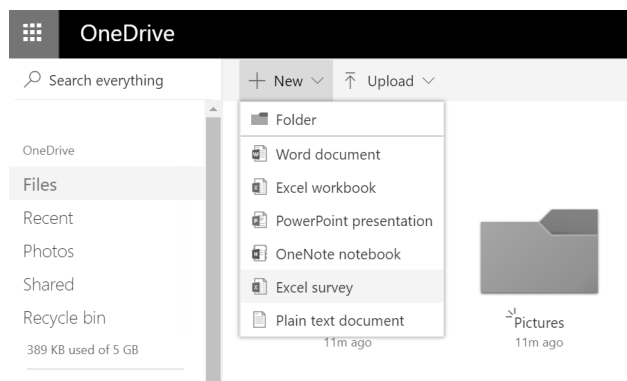 OneDrive
Search everything
New Upload
Folder
OneDrive
Word document
Files
Excel workbook
Recent
PowerPoint presentation
Photos
OneNote notebook
Shared
Excel survey
Recycle bin
Plain text document
Pictures
389 KB used of 5 GB
11m ago
11m ago